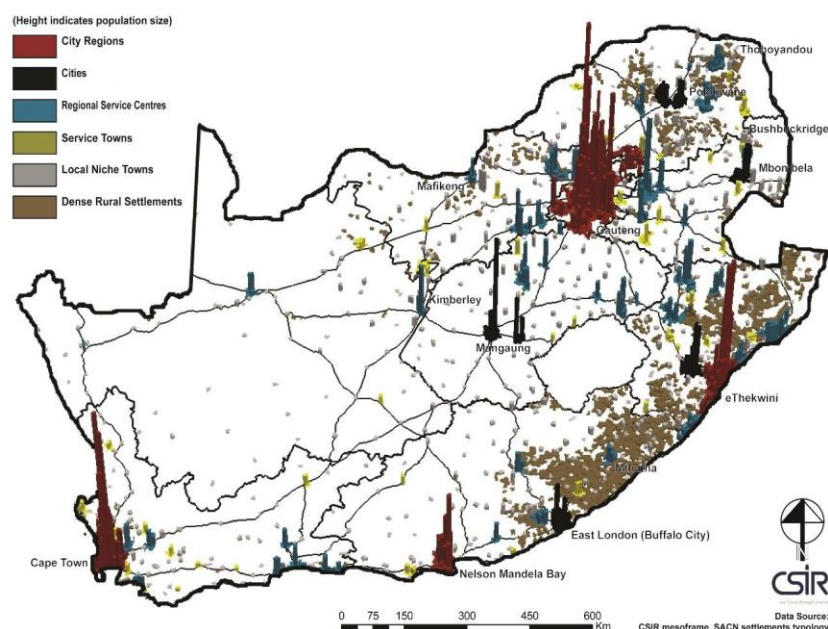 (Height indicates population size)
City Regions
Cities
Regional Service Centres
Service Towns
Local Niche Towns
Dense Rural Settlements
Thohoyandou
Polokwane
Bushbuckridge
Mbombela
Mafikeng
Gauteng
Kimberley
Mangaung
eThekwini
Mthatha
East London (Buffalo City)
Cape Town
Nelson Mandela Bay
N
CSIR
0 75 150 300 450 600
Km
Data Source:
CSIR mesoframe, SACN settlements typology